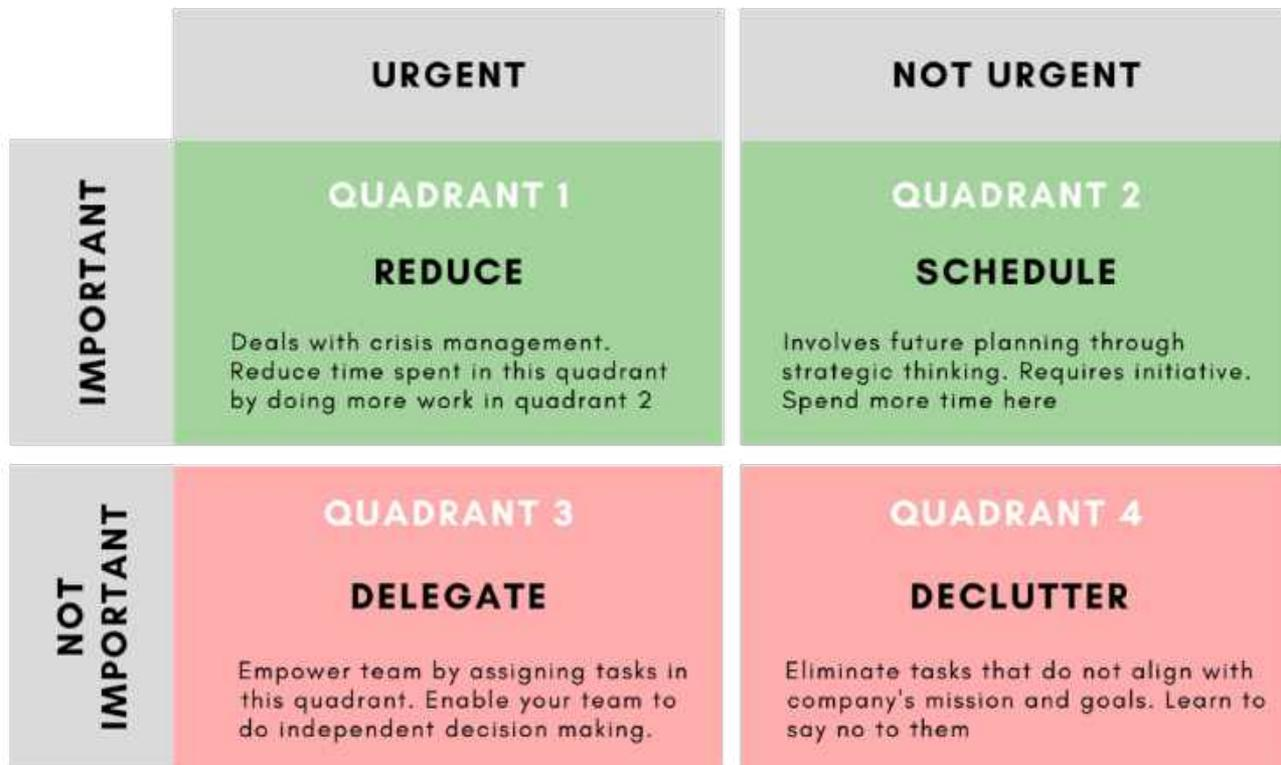 URGENT
NOT URGENT
IMPORTANT
QUADRANT 1
REDUCE
Deals with crisis management.
Reduce time spent in this quadrant
by doing more work in quadrant 2
QUADRANT 2
SCHEDULE
Involves future planning through
strategic thinking. Requires initiative.
Spend more time here
NOT
IMPORTANT
QUADRANT 3
DELEGATE
Empower team by assigning tasks in
this quadrant. Enable your team to
do independent decision making.
QUADRANT 4
DECLUTTER
Eliminate tasks that do not align with
company's mission and goals. Learn to
say no to them